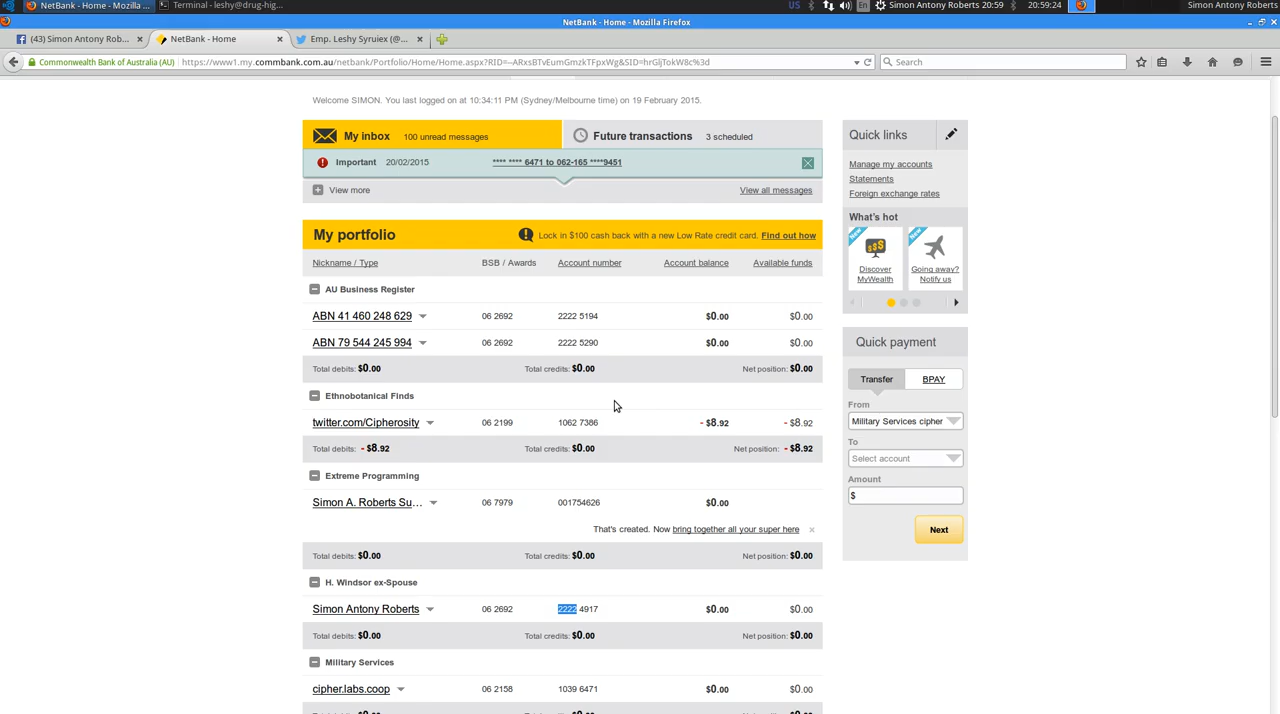 NetBank - Home - Mozilla ...
Terminal - leshy@drug-hig...
US
En
Simon Antony Roberts 20:59
20:59:24
Simon Antony Roberts
NetBank - Home - Mozilla Firefox
(43) Simon Antony Rob...
NetBank - Home
Emp. Leshy Syruiex (@...
Commonwealth Bank of Australia (AU)
https://www1.my.commbank.com.au/netbank/Portfolio/Home/Home.aspx?RID=--ARxsBTvEumGmzkTFpxWg&SID=hrGljTokW8c%3d
Search
Welcome SIMON. You last logged on at 10:34:11 PM (Sydney/Melbourne time) on 19 February 2015.
My inbox 100 unread messages
Future transactions 3 scheduled
Important 20/02/2015 **** **** 6471 to 062-165 ****9451
View more
View all messages
My portfolio
Lock in $100 cash back with a new Low Rate credit card. Find out how
Nickname / Type BSB / Awards Account number Account balance Available funds
AU Business Register
ABN 41 460 248 629 06 2692 2222 5194 $0.00 $0.00
ABN 79 544 245 994 06 2692 2222 5290 $0.00 $0.00
Total debits: $0.00 Total credits: $0.00 Net position: $0.00
Ethnobotanical Finds
twitter.com/Cipherosity 06 2199 1062 7386 - $8.92 - $8.92
Total debits: - $8.92 Total credits: $0.00 Net position: - $8.92
Extreme Programming
Simon A. Roberts Su... 06 7979 001754626 $0.00
That's created. Now bring together all your super here
Total debits: $0.00 Total credits: $0.00 Net position: $0.00
H. Windsor ex-Spouse
Simon Antony Roberts 06 2692 2222 4917 $0.00 $0.00
Total debits: $0.00 Total credits: $0.00 Net position: $0.00
Military Services
cipher.labs.coop 06 2158 1039 6471 $0.00 $0.00
Quick links
Manage my accounts
Statements
Foreign exchange rates
What's hot
New
New
$$$
Discover MyWealth
Going away? Notify us
Quick payment
Transfer
BPAY
From
Military Services cipher
To
Select account
Amount
$
Next